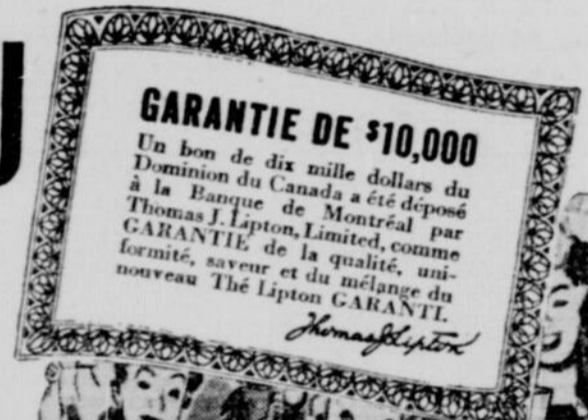 GARANTIE DE $10,000
Un bon de dix mille dollars du
Dominion du Canada a été déposé
à la Banque de Montréal par
Thomas J. Lipton, Limited, comme
GARANTIE de la qualité, uni-
formité, saveur et du mélange du
nouveau Thé Lipton GARANTI.
Thomas J Lipton